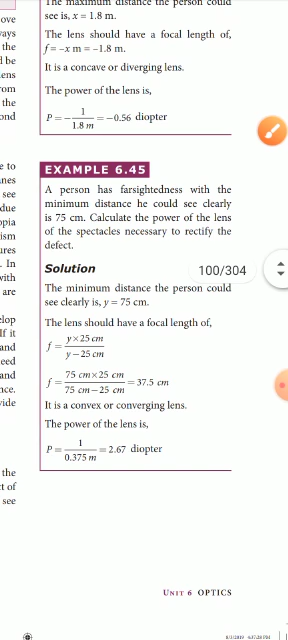 The maximum distance the person could
see is, x = 1.8 m.
The lens should have a focal length of,
f = –x m = –1.8 m.
It is a concave or diverging lens.
The power of the lens is,
P = – 1/1.8 m = –0.56 diopter
EXAMPLE 6.45
A person has farsightedness with the
minimum distance he could see clearly
is 75 cm. Calculate the power of the lens
of the spectacles necessary to rectify the
defect.
Solution
100/304
The minimum distance the person could
see clearly is, y = 75 cm.
The lens should have a focal length of,
f = y×25 cm / y – 25 cm
f = 75 cm×25 cm / 75 cm – 25 cm = 37.5 cm
It is a convex or converging lens.
The power of the lens is,
P = 1 / 0.375 m = 2.67 diopter
UNIT 6 OPTICS